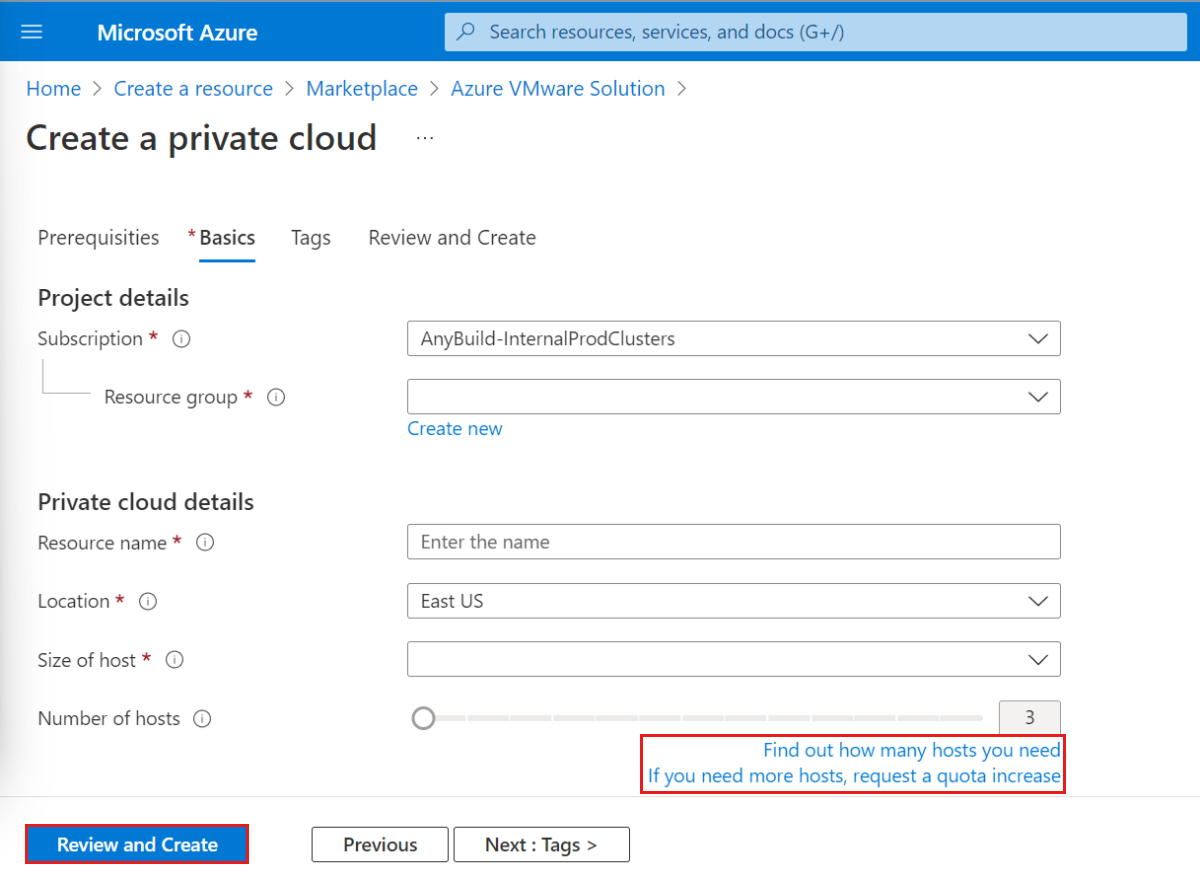 Microsoft Azure
Search resources, services, and docs (G+/)
Home > Create a resource > Marketplace > Azure VMware Solution >
Create a private cloud ...
Prerequisities * Basics Tags Review and Create
Project details
Subscription * AnyBuild-InternalProdClusters
Resource group *
Create new
Private cloud details
Resource name * Enter the name
Location * East US
Size of host *
Number of hosts 3
Find out how many hosts you need
If you need more hosts, request a quota increase
Review and Create Previous Next : Tags >